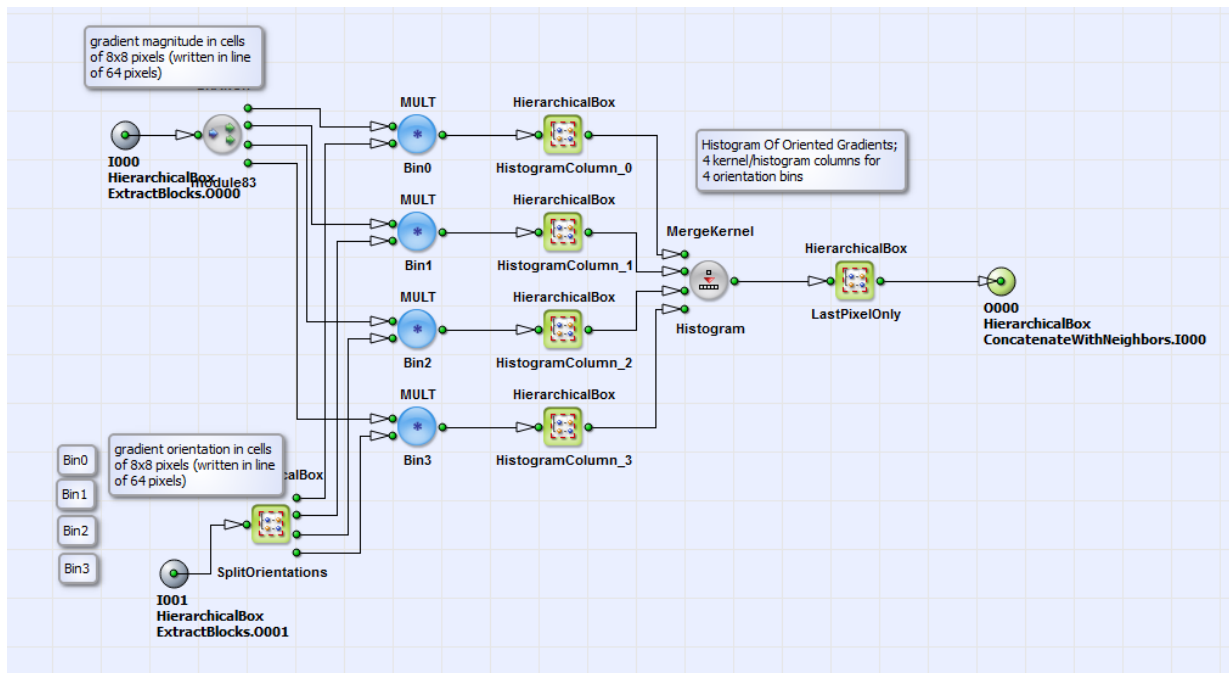 gradient magnitude in cells
of 8x8 pixels (written in line
of 64 pixels)
I000
HierarchicalBox
ExtractBlocks.O000
module83
MULT
Bin0
HierarchicalBox
HistogramColumn_0
MULT
Bin1
HierarchicalBox
HistogramColumn_1
MULT
Bin2
HierarchicalBox
HistogramColumn_2
MULT
Bin3
HierarchicalBox
HistogramColumn_3
Histogram Of Oriented Gradients;
4 kernel/histogram columns for
4 orientation bins
MergeKernel
Histogram
HierarchicalBox
LastPixelOnly
O000
HierarchicalBox
ConcatenateWithNeighbors.I000
Bin0
Bin1
Bin2
Bin3
gradient orientation in cells
of 8x8 pixels (written in line
of 64 pixels)
calBox
SplitOrientations
I001
HierarchicalBox
ExtractBlocks.O001